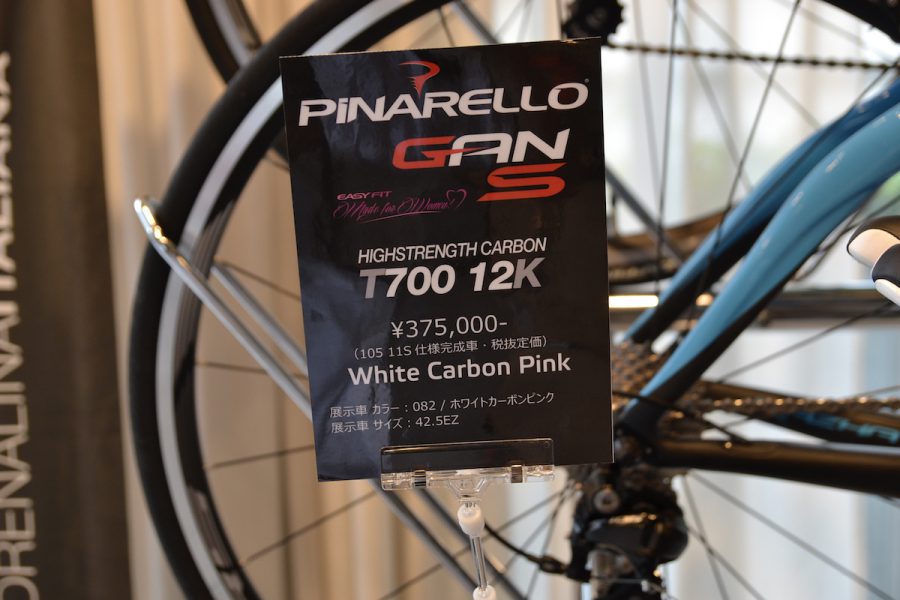 PiNARELLO
GAN
S
EASY FIT
Made for Women
HIGHSTRENGTH CARBON
T700 12K
¥375,000-
（105 11S 仕様完成車・税抜定価）
White Carbon Pink
展示車 カラー：082 / ホワイトカーボンピンク
展示車 サイズ：42.5EZ
ADRENALINAITALIANA